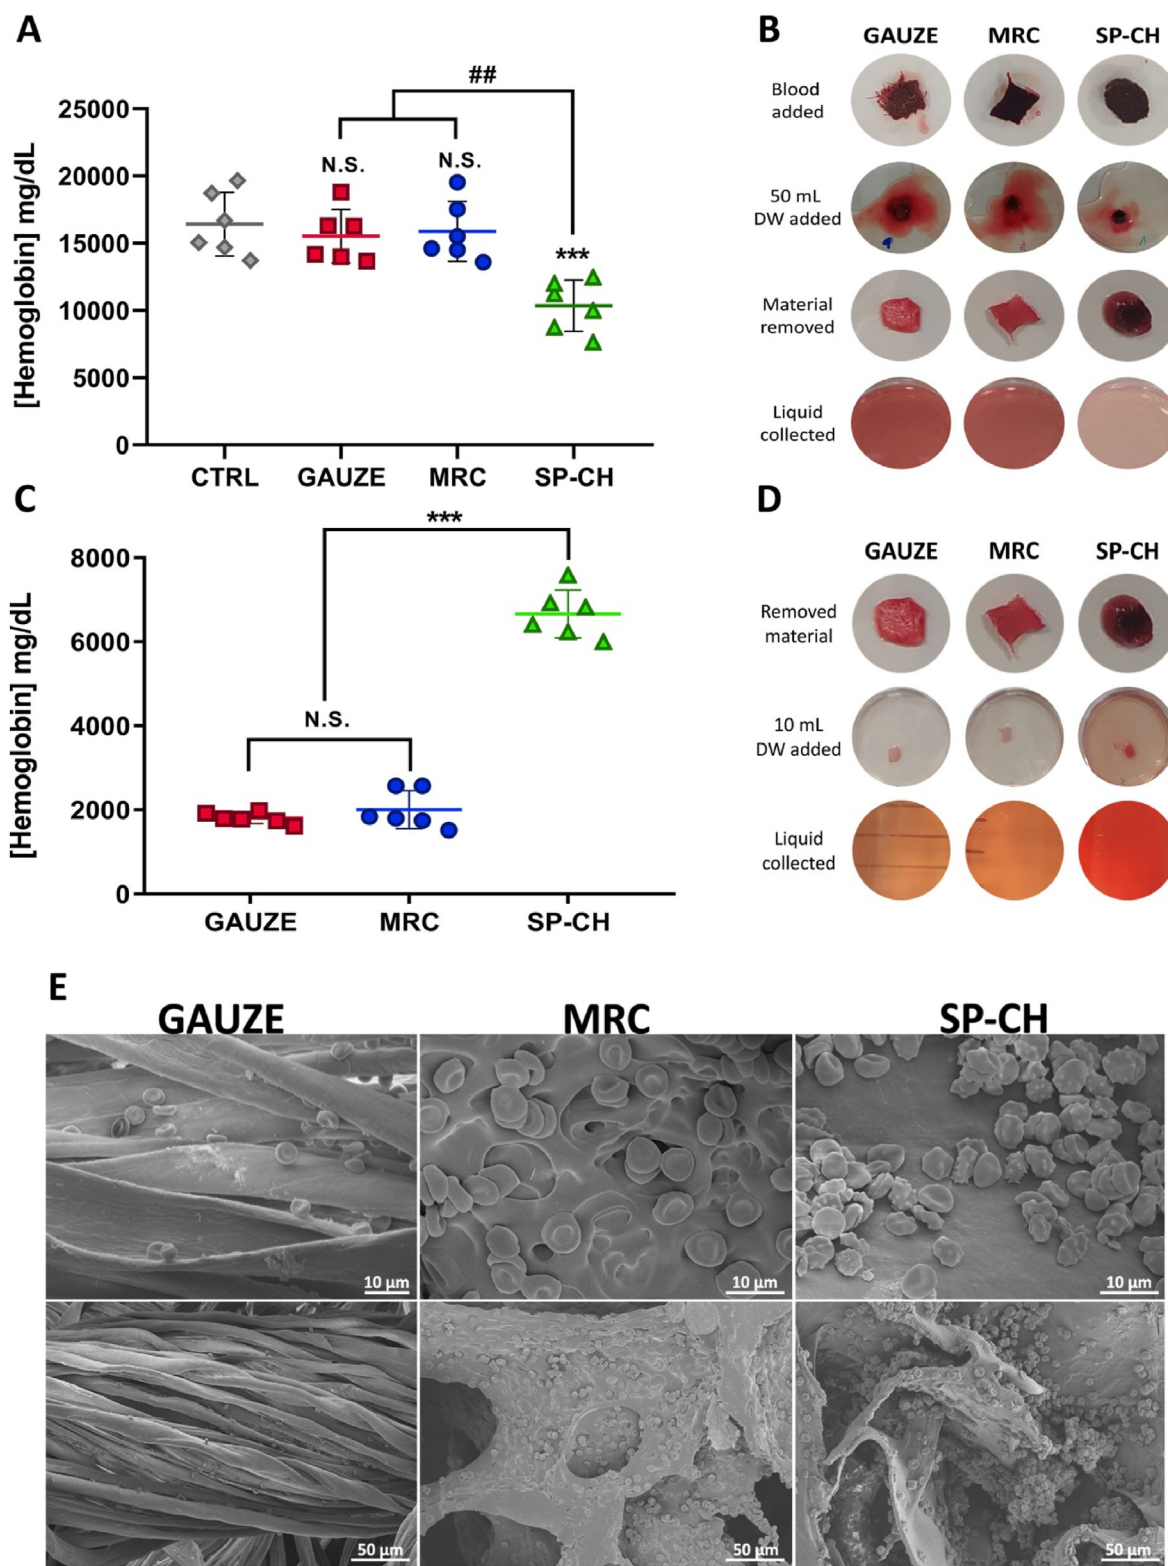 A
##
25000
20000
15000
10000
5000
0
[Hemoglobin] mg/dL
N.S.
N.S.
***
CTRL GAUZE MRC SP-CH
B
GAUZE MRC SP-CH
Blood
added
50 mL
DW added
Material
removed
Liquid
collected
C
***
8000
6000
4000
2000
0
[Hemoglobin] mg/dL
N.S.
GAUZE MRC SP-CH
D
GAUZE MRC SP-CH
Removed
material
10 mL
DW added
Liquid
collected
E
GAUZE MRC SP-CH
10 μm 10 μm 10 μm
50 μm 50 μm 50 μm